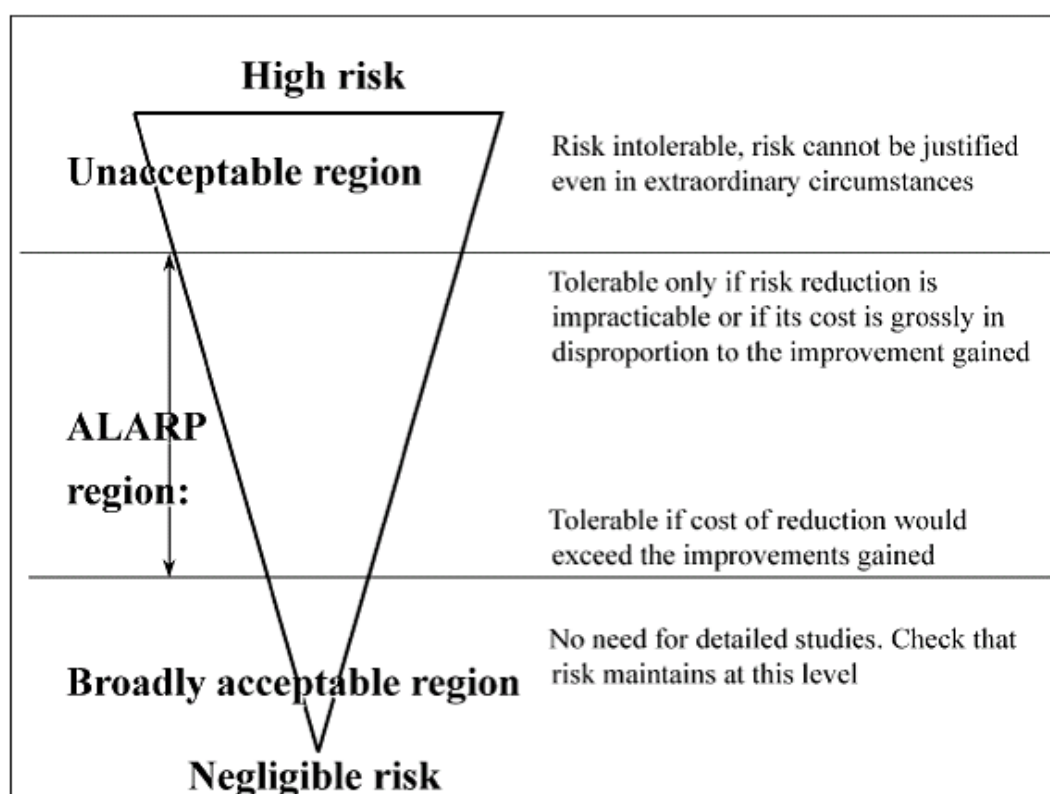 High risk
Unacceptable region
Risk intolerable, risk cannot be justified
even in extraordinary circumstances
Tolerable only if risk reduction is
impracticable or if its cost is grossly in
disproportion to the improvement gained
ALARP
region:
Tolerable if cost of reduction would
exceed the improvements gained
No need for detailed studies. Check that
risk maintains at this level
Broadly acceptable region
Negligible risk